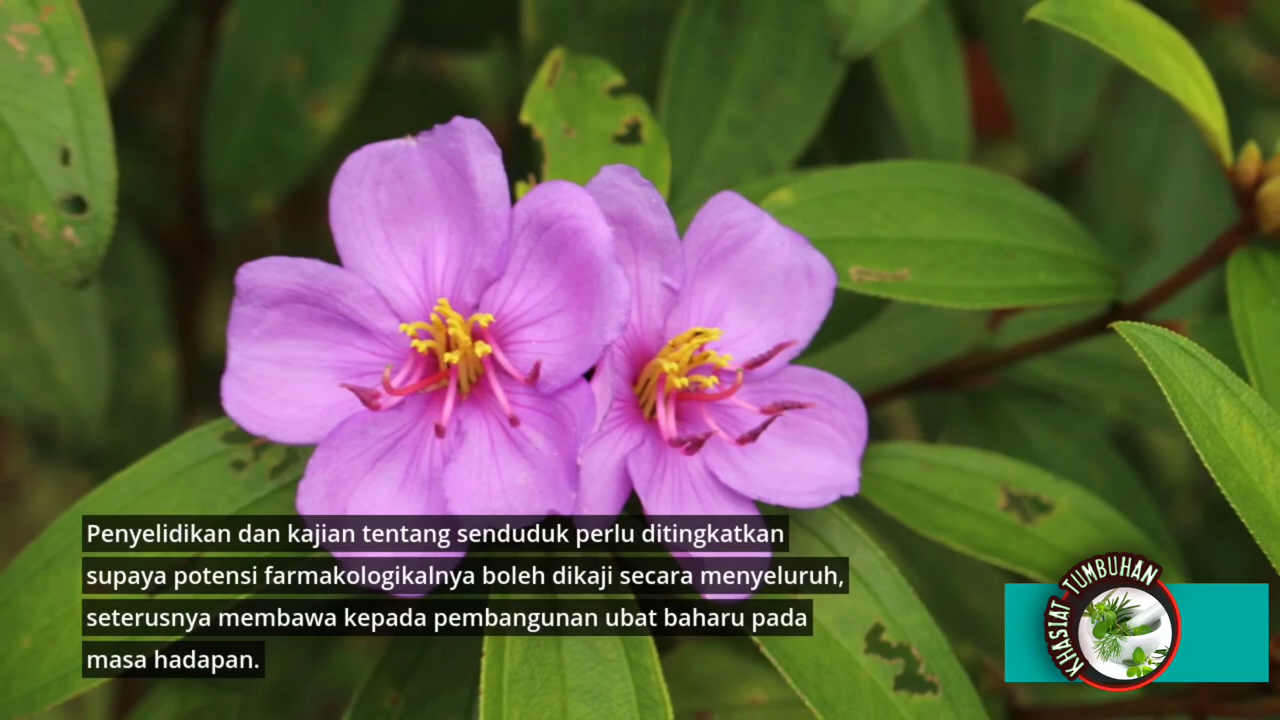 Penyelidikan dan kajian tentang senduduk perlu ditingkatkan
supaya potensi farmakologikalnya boleh dikaji secara menyeluruh,
seterusnya membawa kepada pembangunan ubat baharu pada
masa hadapan.
KHASIAT TUMBUHAN